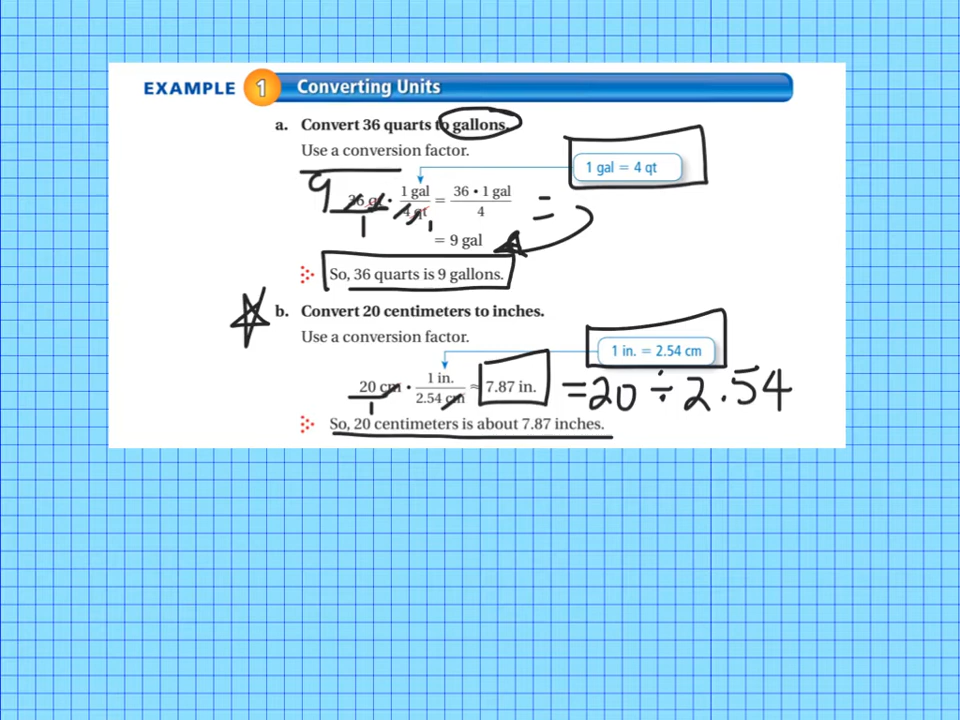 EXAMPLE 1 Converting Units
a. Convert 36 quarts to gallons.
Use a conversion factor.
1 gal = 4 qt
9 36 qt • 1 gal / 4 qt = 36 • 1 gal / 4 =
1 1
= 9 gal
So, 36 quarts is 9 gallons.
b. Convert 20 centimeters to inches.
Use a conversion factor.
1 in. = 2.54 cm
20 cm • 1 in. / 2.54 cm ≈ 7.87 in. = 20 ÷ 2.54
1
So, 20 centimeters is about 7.87 inches.